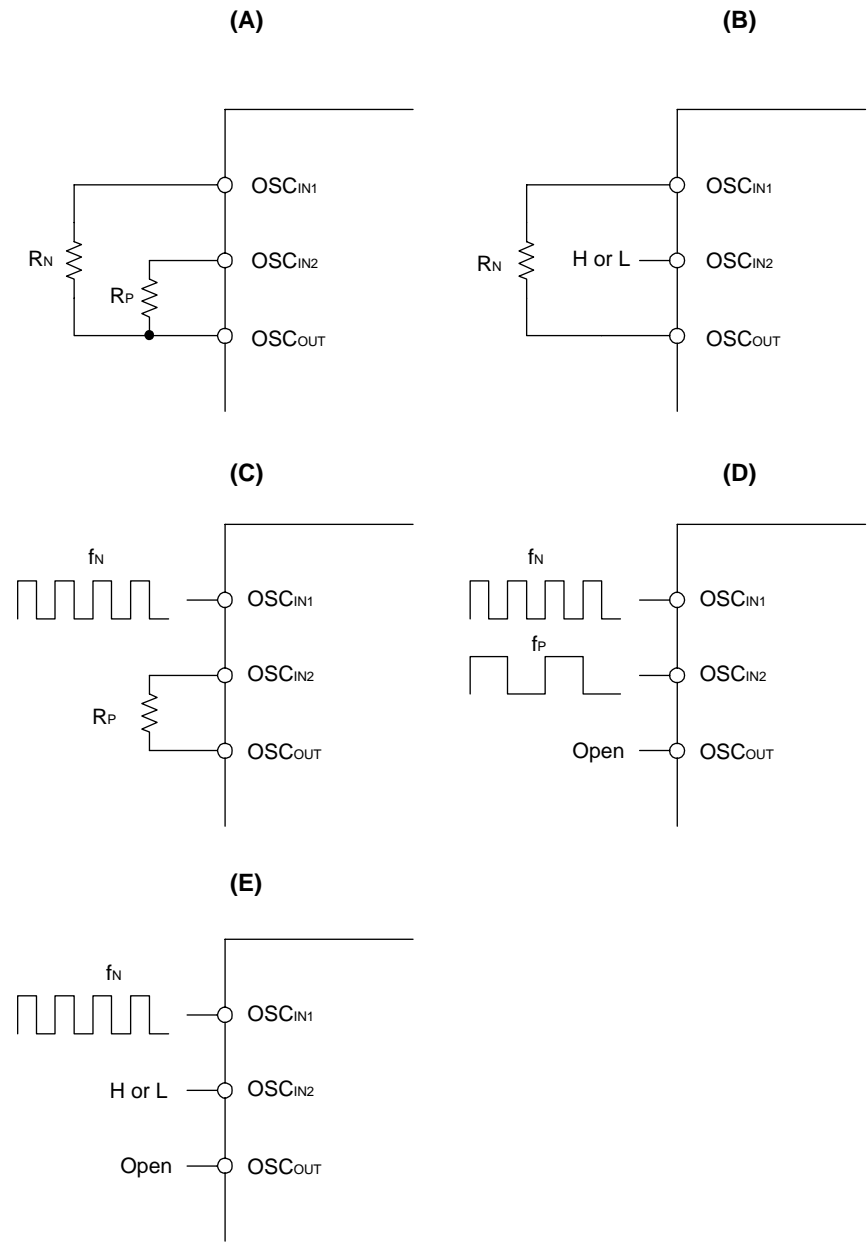 (A)
OSCIN1
RN
OSCIN2
RP
OSCOUT
(B)
OSCIN1
RN
H or L
OSCIN2
OSCOUT
(C)
fN
OSCIN1
OSCIN2
RP
OSCOUT
(D)
fN
OSCIN1
fP
OSCIN2
Open
OSCOUT
(E)
fN
OSCIN1
H or L
OSCIN2
Open
OSCOUT